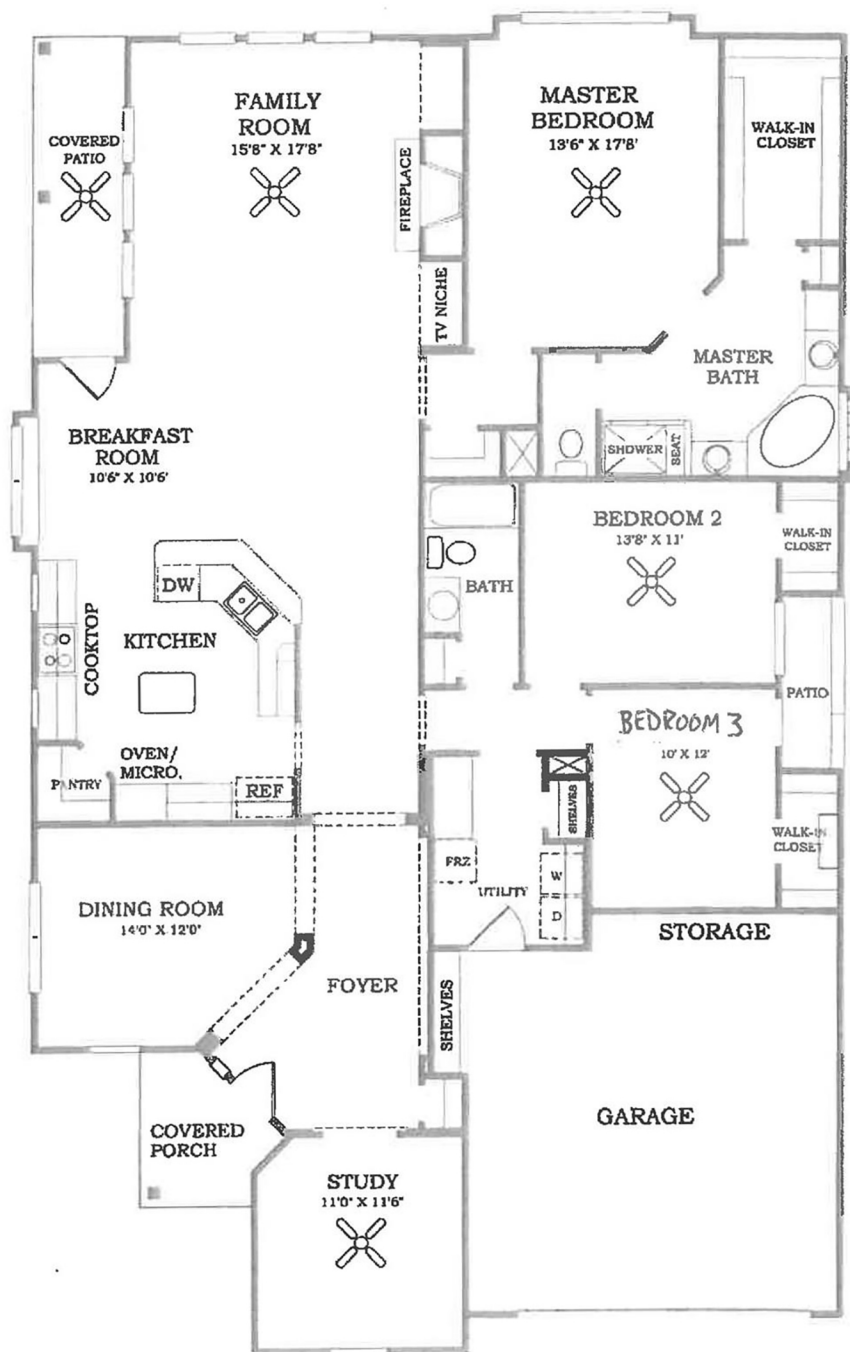 FAMILY
ROOM
15'8" X 17'8"
MASTER
BEDROOM
13'6" X 17'8'
WALK-IN
CLOSET
COVERED
PATIO
FIREPLACE
TV NICHE
MASTER
BATH
BREAKFAST
ROOM
10'6" X 10'6'
SHOWER
SEAT
BEDROOM 2
13'8" X 11'
WALK-IN
CLOSET
DW
BATH
COOKTOP
KITCHEN
PATIO
BEDROOM 3
10' X 12'
OVEN/
MICRO.
PANTRY
REF
SHELVES
WALK-IN
CLOSET
FRZ
W
UTILITY
D
DINING ROOM
14'0" X 12'0"
STORAGE
FOYER
SHELVES
GARAGE
COVERED
PORCH
STUDY
11'0" X 11'6"